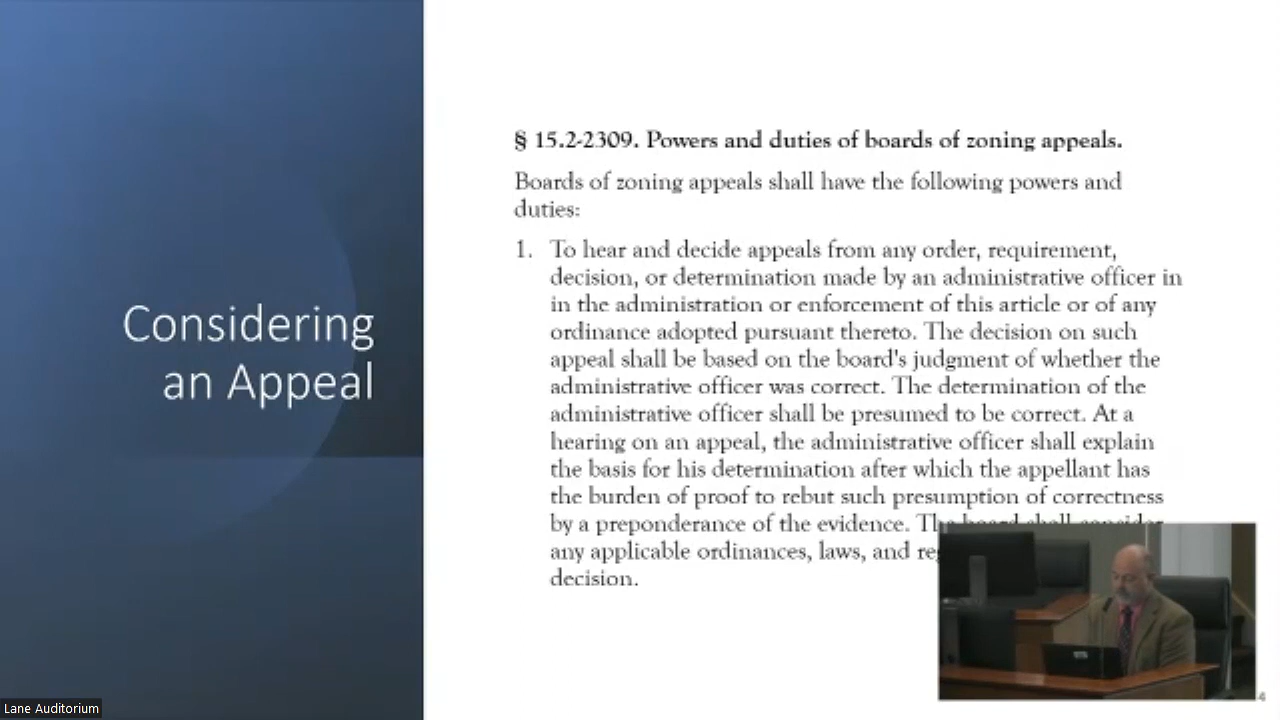 Considering
an Appeal
§ 15.2-2309. Powers and duties of boards of zoning appeals.
Boards of zoning appeals shall have the following powers and
duties:
1. To hear and decide appeals from any order, requirement,
decision, or determination made by an administrative officer in
in the administration or enforcement of this article or of any
ordinance adopted pursuant thereto. The decision on such
appeal shall be based on the board's judgment of whether the
administrative officer was correct. The determination of the
administrative officer shall be presumed to be correct. At a
hearing on an appeal, the administrative officer shall explain
the basis for his determination after which the appellant has
the burden of proof to rebut such presumption of correctness
by a preponderance of the evidence. The board shall consider
any applicable ordinances, laws, and
decision.
4
Lane Auditorium